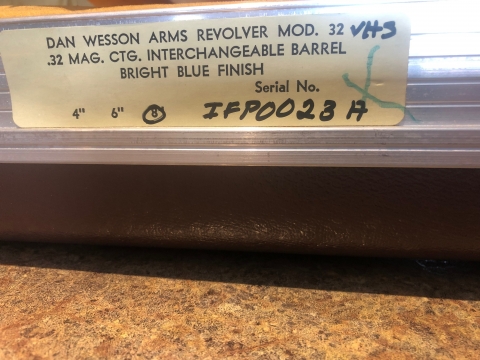 DAN WESSON ARMS REVOLVER MOD. 32 VHS
.32 MAG. CTG. INTERCHANGEABLE BARREL
BRIGHT BLUE FINISH
Serial No.
4" 6" 8" IFP0023A